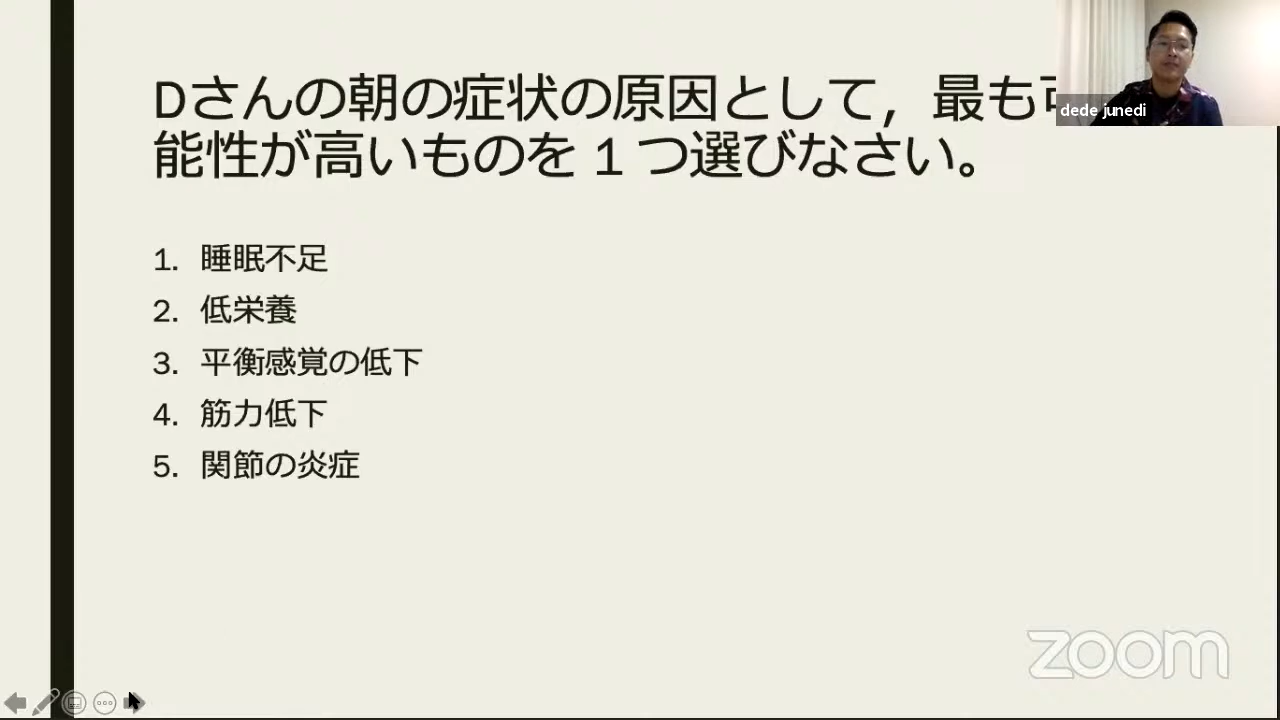 Dさんの朝の症状の原因として，最も
能性が高いものを１つ選びなさい。
dede junedi
1. 睡眠不足
2. 低栄養
3. 平衡感覚の低下
4. 筋力低下
5. 関節の炎症
zoom